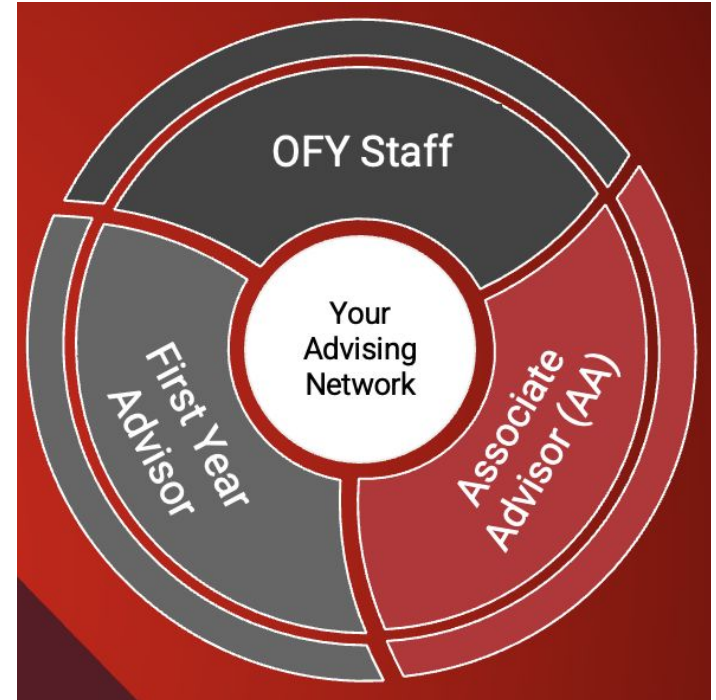 OFY Staff
Your
Advising
Network
First Year
Advisor
Associate
Advisor (AA)